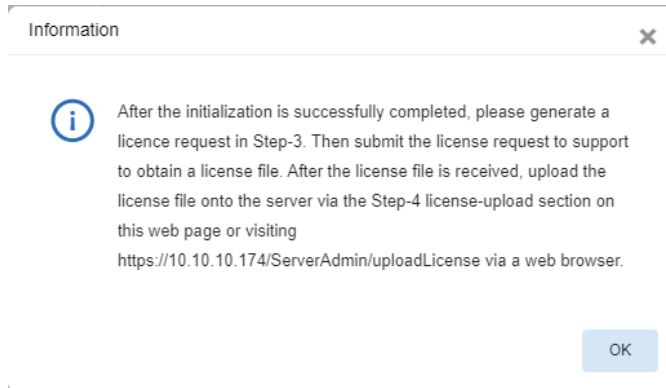 Information
After the initialization is successfully completed, please generate a
licence request in Step-3. Then submit the license request to support
to obtain a license file. After the license file is received, upload the
license file onto the server via the Step-4 license-upload section on
this web page or visiting
https://10.10.10.174/ServerAdmin/uploadLicense via a web browser.
OK